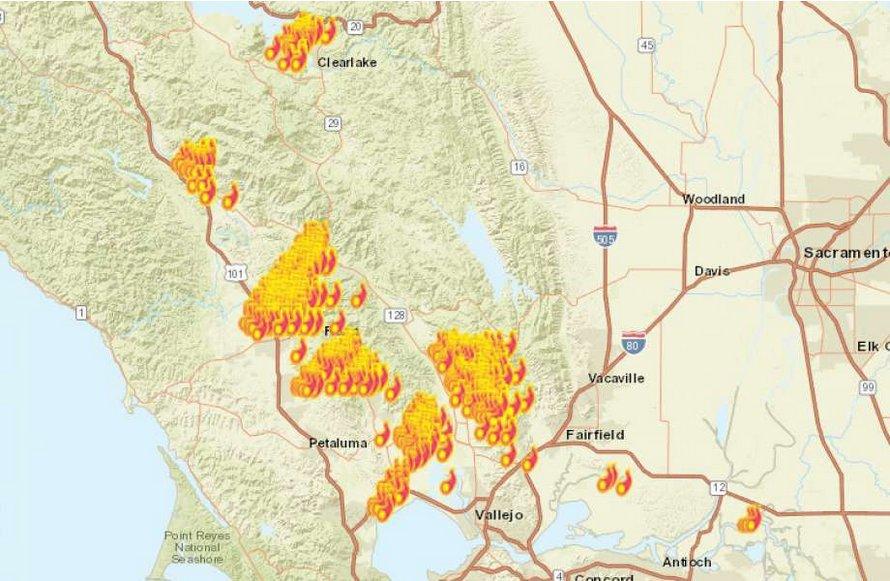 20
Clearlake
45
29
16
Woodland
505
Sacrament
101
Davis
1
128
80
Elk
Vacaville
99
Petaluma
Fairfield
12
Vallejo
Point Reyes
National
Seashore
Antioch
4
Concord